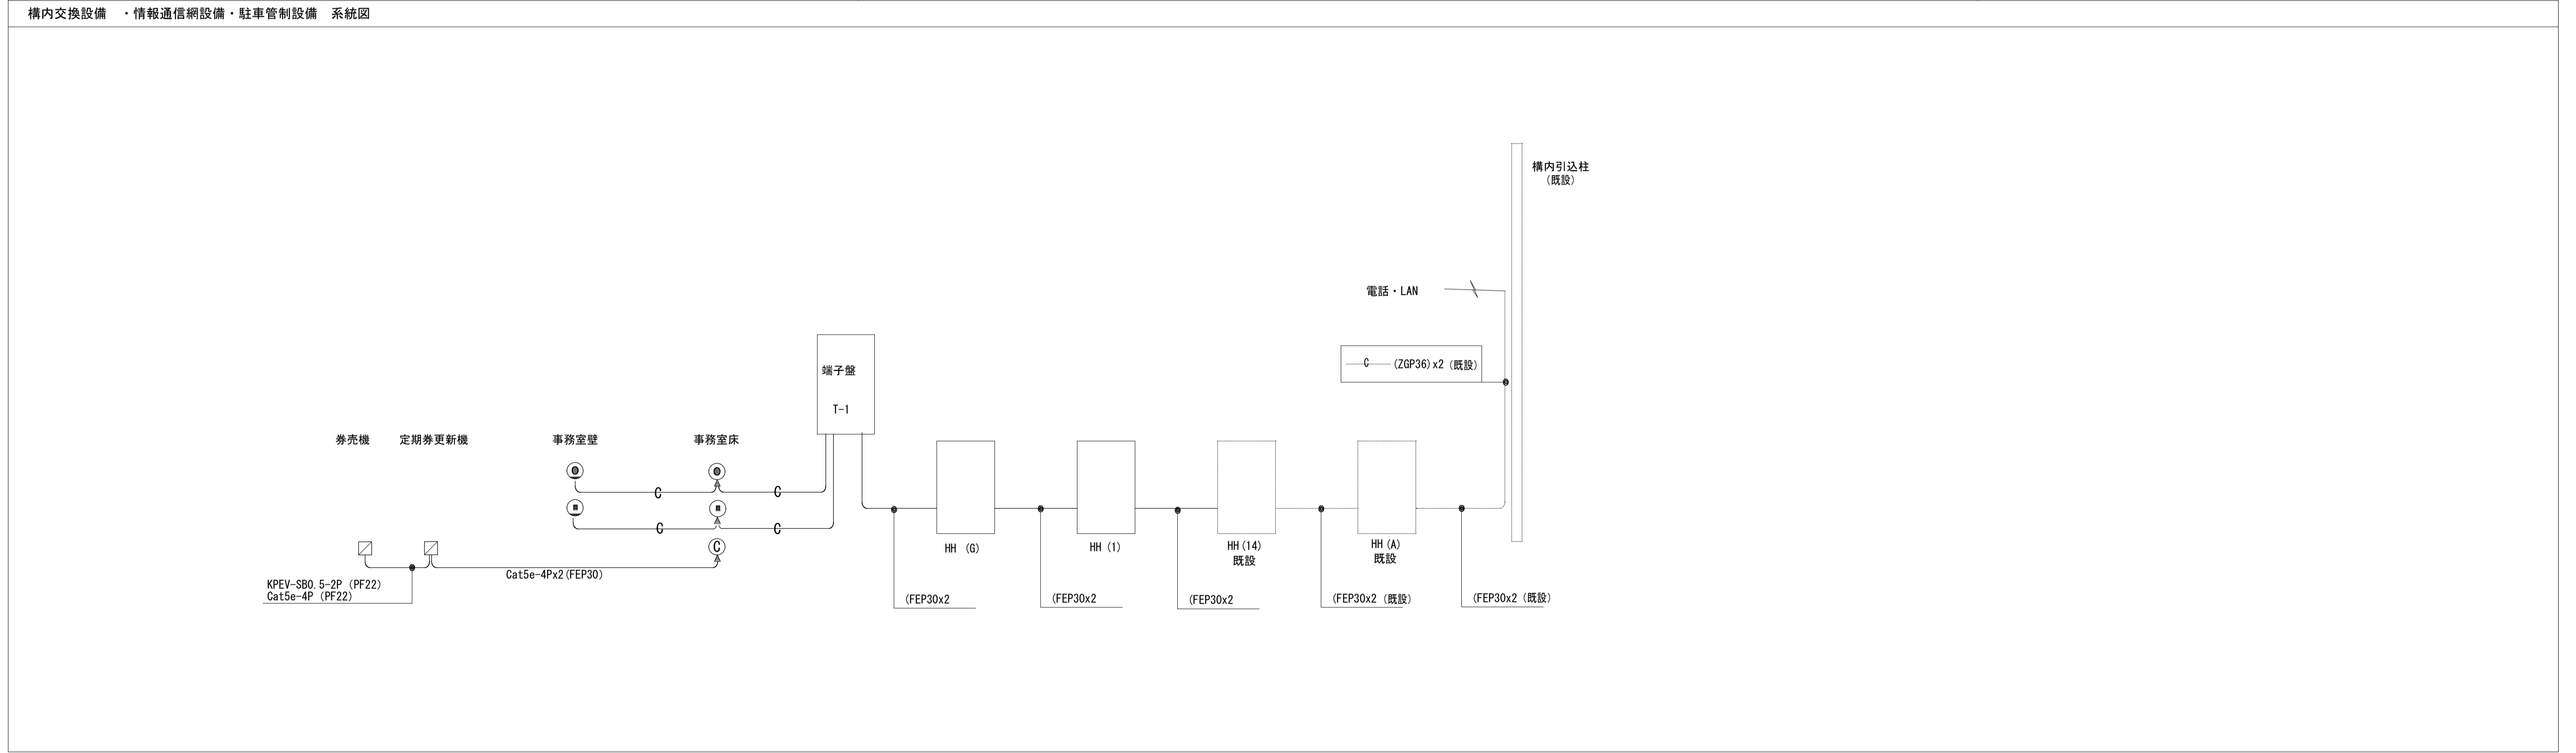 構内交換設備　・情報通信網設備・駐車管制設備　系統図
構内引込柱
(既設)
電話・LAN
C (ZGP36)x2 (既設)
端子盤
T-1
券売機
定期券更新機
事務室壁
事務室床
C
C
C
C
C
HH (G)
HH (1)
HH(14)
既設
HH(A)
既設
Cat5e-4Px2(FEP30)
KPEV-SB0.5-2P (PF22)
Cat5e-4P (PF22)
(FEP30x2
(FEP30x2
(FEP30x2
(FEP30x2 (既設)
(FEP30x2 (既設)